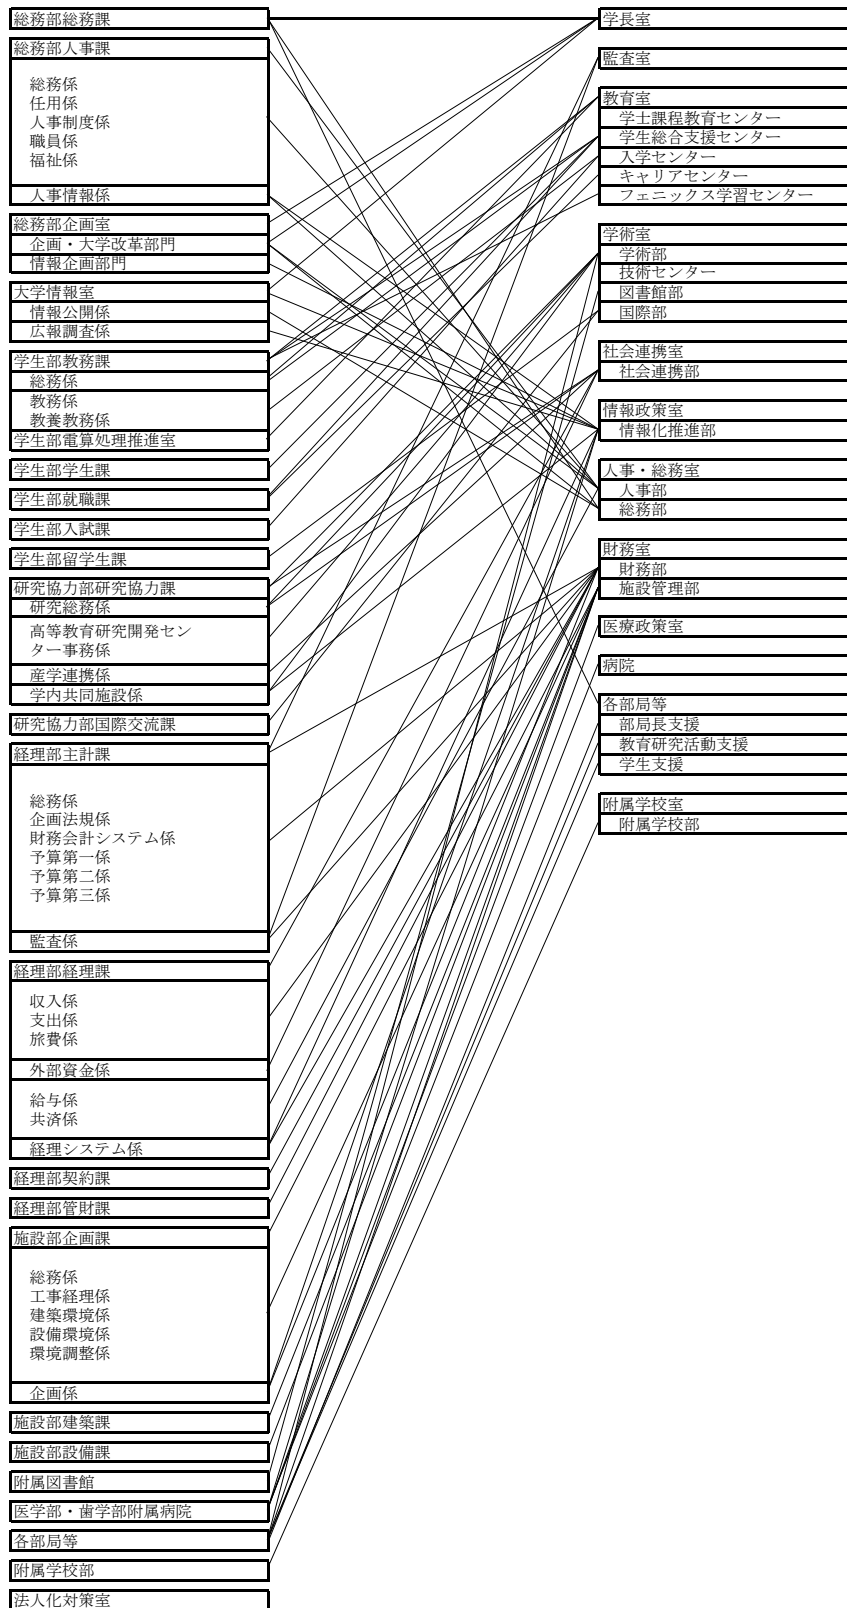 総務部総務課
総務部人事課
総務係
任用係
人事制度係
職員係
福祉係
人事情報係
総務部企画室
企画・大学改革部門
情報企画部門
大学情報室
情報公開係
広報調査係
学生部教務課
総務係
教務係
教養教務係
学生部電算処理推進室
学生部学生課
学生部就職課
学生部入試課
学生部留学生課
研究協力部研究協力課
研究総務係
高等教育研究開発セン
ター事務係
産学連携係
学内共同施設係
研究協力部国際交流課
経理部主計課
総務係
企画法規係
財務会計システム係
予算第一係
予算第二係
予算第三係
監査係
経理部経理課
収入係
支出係
旅費係
外部資金係
給与係
共済係
経理システム係
経理部契約課
経理部管財課
施設部企画課
総務係
工事経理係
建築環境係
設備環境係
環境調整係
企画係
施設部建築課
施設部設備課
附属図書館
医学部・歯学部附属病院
各部局等
附属学校部
法人化対策室
学長室
監査室
教育室
学士課程教育センター
学生総合支援センター
入学センター
キャリアセンター
フェニックス学習センター
学術室
学術部
技術センター
図書館部
国際部
社会連携室
社会連携部
情報政策室
情報化推進部
人事・総務室
人事部
総務部
財務室
財務部
施設管理部
医療政策室
病院
各部局等
部局長支援
教育研究活動支援
学生支援
附属学校室
附属学校部